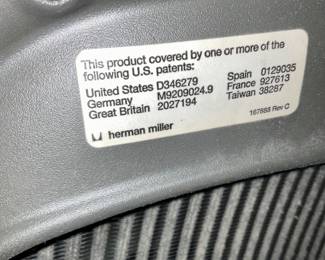 This product covered by one or more of the
following U.S. patents:
United States D346279 Spain 0129035
Germany M9209024.9 France 927613
Great Britain 2027194 Taiwan 38287
herman miller
167883 Rev C